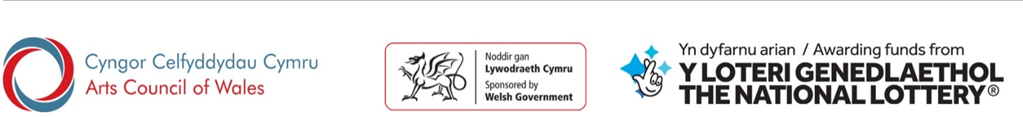 Cyngor Celfyddydau Cymru
Arts Council of Wales
Noddir gan
Lywodraeth Cymru
Sponsored by
Welsh Government
Yn dyfarnu arian / Awarding funds from
Y LOTERI GENEDLAETHOL
THE NATIONAL LOTTERY®